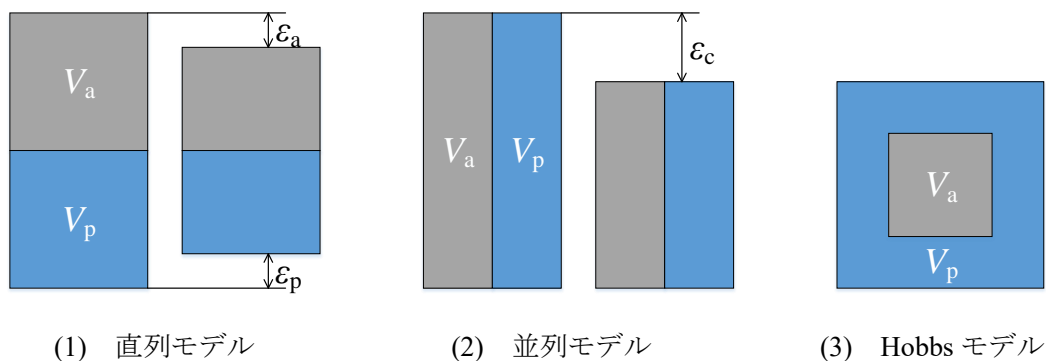 εa
Va
Vp
εp
εc
Va
Vp
Va
Vp
(1) 直列モデル
(2) 並列モデル
(3) Hobbs モデル